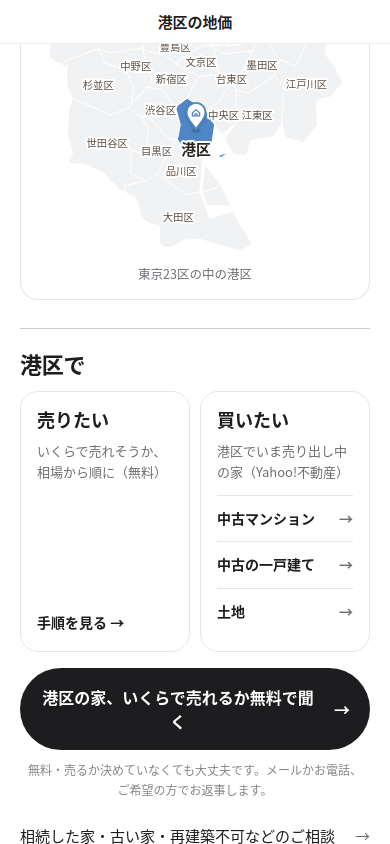 港区の地価
豊島区
中野区
文京区
墨田区
杉並区
新宿区
台東区
江戸川区
渋谷区
中央区
江東区
世田谷区
目黒区
港区
品川区
大田区
東京23区の中の港区
港区で
売りたい
いくらで売れそうか、
相場から順に（無料）
手順を見る→
買いたい
港区でいま売り出し中
の家（Yahoo!不動産）
中古マンション →
中古の一戸建て →
土地 →
港区の家、いくらで売れるか無料で聞
く →
無料・売るか決めていなくても大丈夫です。メールかお電話、
ご希望の方でお返事します。
相続した家・古い家・再建築不可などのご相談 →